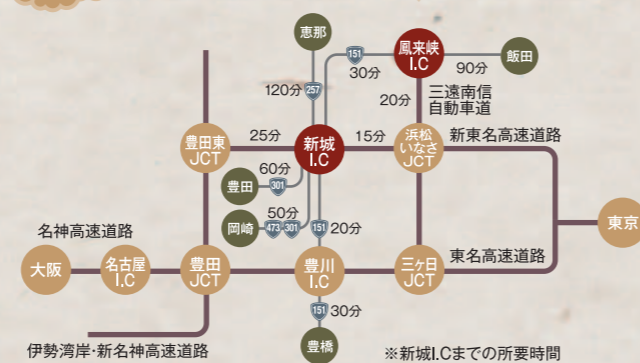 恵那
151
鳳来峡
I.C
飯田
30分
90分
120分
257
20分
三遠南信
自動車道
豊田東
JCT
25分
新城
I.C
15分
浜松
いなさ
JCT
新東名高速道路
60分
豊田
301
50分
岡崎
473
301
151
20分
東京
名神高速道路
東名高速道路
大阪
名古屋
I.C
豊田
JCT
豊川
I.C
三ヶ日
JCT
151
30分
伊勢湾岸・新名神高速道路
豊橋
※新城I.Cまでの所要時間